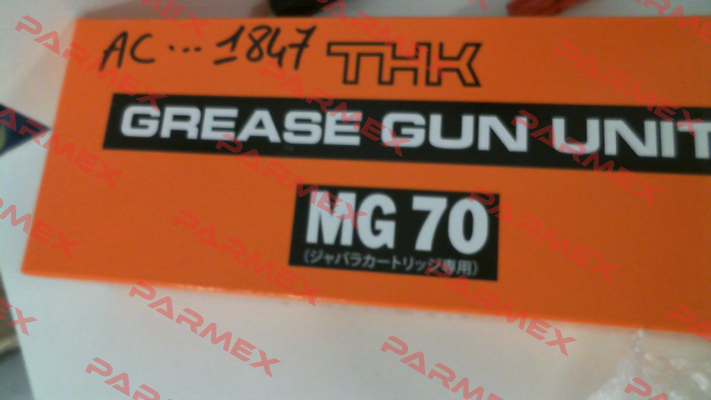 AC...1847 THK
GREASE GUN UNIT
MG 70
(ジャバラカートリッジ専用)
PARMEX